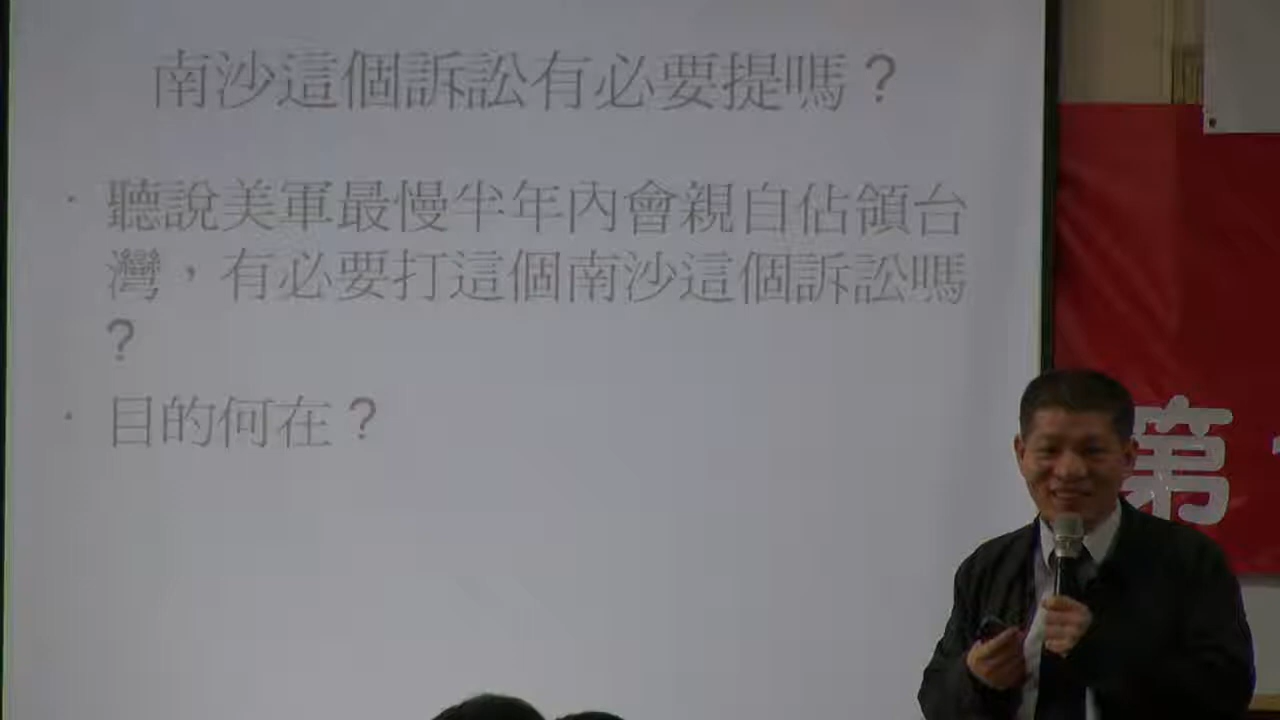 南沙這個訴訟有必要提嗎？
· 聽說美軍最慢半年內會親自佔領台
灣，有必要打這個南沙這個訴訟嗎
？
· 目的何在？
第